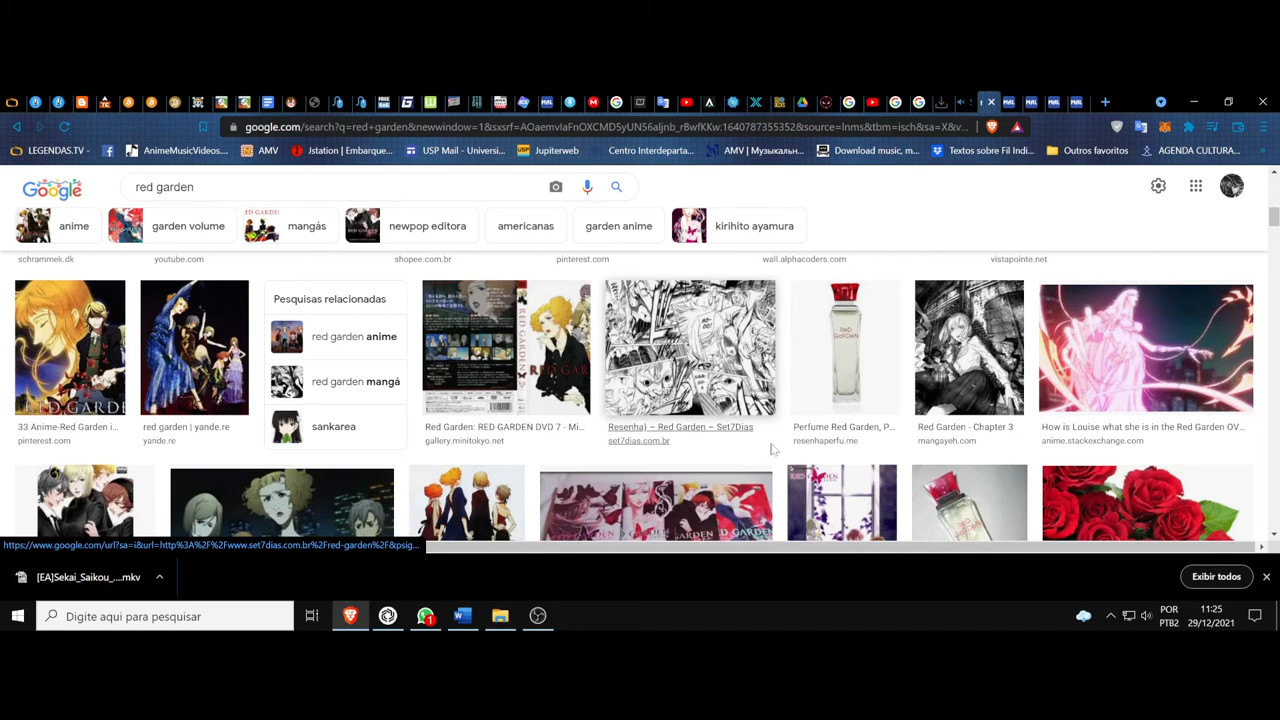 google.com/search?q=red+garden&newwindow=1&sxsrf=AOaemvIaFnOXCMD5yUN56aIjnb_rBwfKKw:1640787355352&source=lnms&tbm=isch&sa=X&v...
LEGENDAS.TV - ...
AnimeMusicVideos....
AMV
Jstation | Embarque...
USP Mail - Universi...
Jupiterweb
Centro Interdeparta...
AMV | Музыкальн...
Download music, m...
Textos sobre Fil Indi...
Outros favoritos
AGENDA CULTURA...
Google
red garden
anime
garden volume
mangás
newpop editora
americanas
garden anime
kirihito ayamura
schrammek.dk
youtube.com
shopee.com.br
pinterest.com
wall.alphacoders.com
vistapointe.net
Pesquisas relacionadas
red garden anime
red garden mangá
sankarea
33 Anime-Red Garden i...
pinterest.com
red garden | yande.re
yande.re
Red Garden: RED GARDEN DVD 7 - Mi...
gallery.minitokyo.net
Resenha} – Red Garden – Set7Dias
set7dias.com.br
Perfume Red Garden, P...
resenhaperfu.me
Red Garden - Chapter 3
mangayeh.com
How is Louise what she is in the Red Garden OV...
anime.stackexchange.com
https://www.google.com/url?sa=i&url=http%3A%2F%2Fwww.set7dias.com.br%2Fred-garden%2F&psig...
[EA]Sekai_Saikou_....mkv
Exibir todos
Digite aqui para pesquisar
POR
PTB2
11:25
29/12/2021